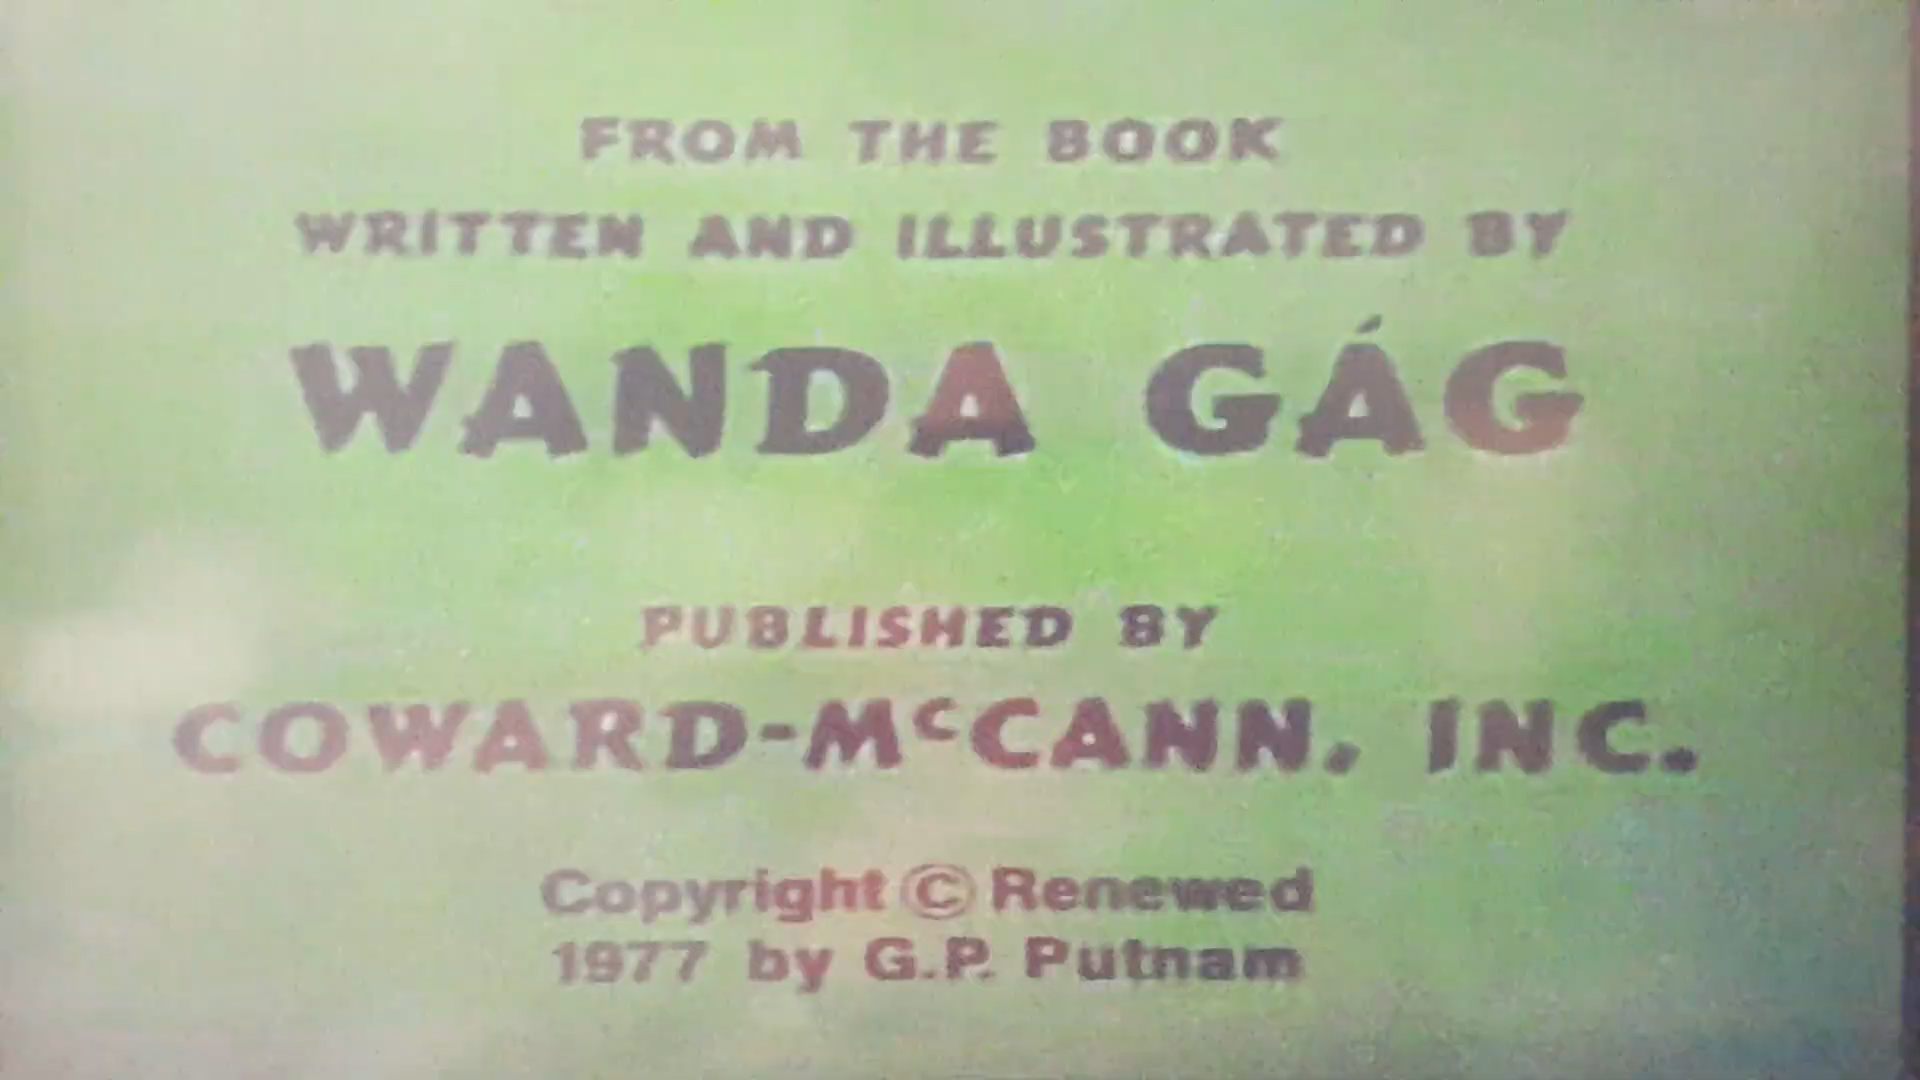 FROM THE BOOK
WRITTEN AND ILLUSTRATED BY
WANDA GÁG
PUBLISHED BY
COWARD-McCANN, INC.
Copyright © Renewed
1977 by G.P. Putnam